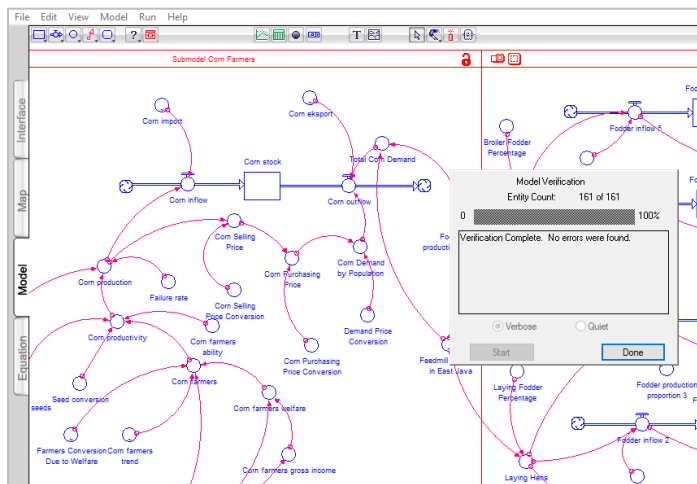 File Edit View Model Run Help
T
?
Submodel Corn Farmers
Interface
Map
Model
Equation
Corn import
Corn eksport
Total Corn Demand
Corn stock
Corn inflow
Corn outflow
Corn Selling
Price
Corn Purchasing
Price
Corn Demand
by Population
Corn production
Failure rate
Corn Selling
Price Conversion
Demand Price
Conversion
Corn productivity
Corn farmers
ability
Corn Purchasing
Price Conversion
Corn farmers
Seed conversion
seeds
Corn farmers welfare
Farmers Conversion
Due to Welfare
Corn farmers
trend
Corn farmers gross income
Fodder inflow 5
Broiler Fodder
Percentage
Model Verification
Entity Count: 161 of 161
0 100%
Verification Complete. No errors were found.
Verbose Quiet
Start Done
Feedmill
in East Java
Laying Fodder
Percentage
Fodder production
proportion 3
Fodder inflow 2
Laying Hens